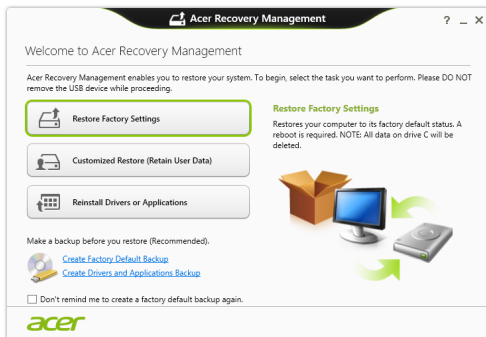 Acer Recovery Management
? _ X
Welcome to Acer Recovery Management
Acer Recovery Management enables you to restore your system. To begin, select the task you want to perform. Please DO NOT
remove the USB device while proceeding.
Restore Factory Settings
Customized Restore (Retain User Data)
Reinstall Drivers or Applications
Restore Factory Settings
Restores your computer to its factory default status. A
reboot is required. NOTE: All data on drive C will be
deleted.
Make a backup before you restore (Recommended).
Create Factory Default Backup
Create Drivers and Applications Backup
Don't remind me to create a factory default backup again.
acer